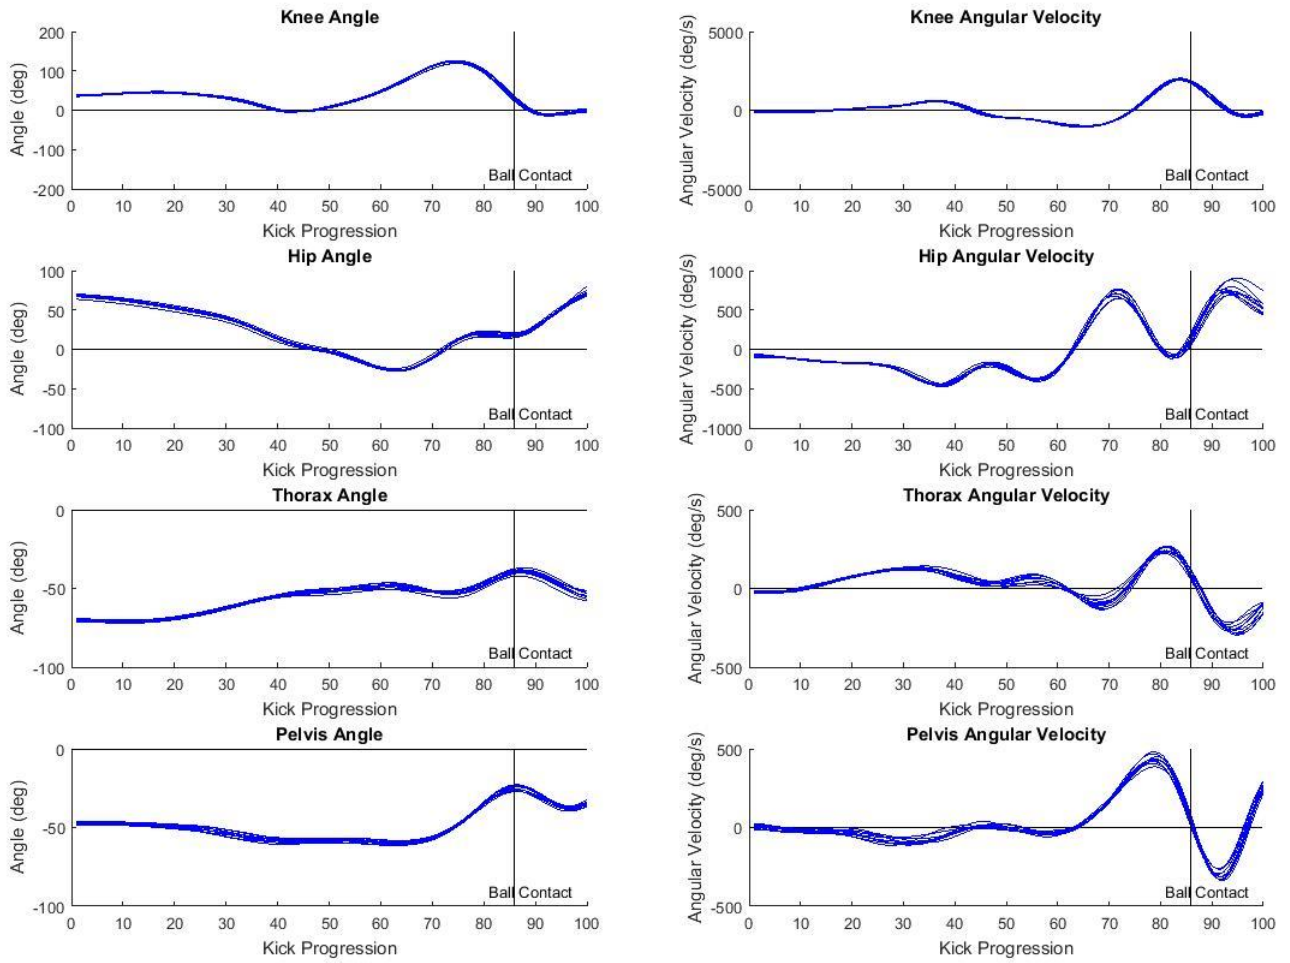 Knee Angle
Angle (deg)
200
100
0
-100
-200
Ball Contact
0 10 20 30 40 50 60 70 80 90 100
Kick Progression
Knee Angular Velocity
Angular Velocity (deg/s)
5000
0
-5000
Ball Contact
0 10 20 30 40 50 60 70 80 90 100
Kick Progression
Hip Angle
Angle (deg)
100
50
0
-50
-100
Ball Contact
0 10 20 30 40 50 60 70 80 90 100
Kick Progression
Hip Angular Velocity
Angular Velocity (deg/s)
1000
500
0
-500
-1000
Ball Contact
0 10 20 30 40 50 60 70 80 90 100
Kick Progression
Thorax Angle
Angle (deg)
0
-50
-100
Ball Contact
0 10 20 30 40 50 60 70 80 90 100
Kick Progression
Thorax Angular Velocity
Angular Velocity (deg/s)
500
0
-500
Ball Contact
0 10 20 30 40 50 60 70 80 90 100
Kick Progression
Pelvis Angle
Angle (deg)
0
-50
-100
Ball Contact
0 10 20 30 40 50 60 70 80 90 100
Kick Progression
Pelvis Angular Velocity
Angular Velocity (deg/s)
500
0
-500
Ball Contact
0 10 20 30 40 50 60 70 80 90 100
Kick Progression